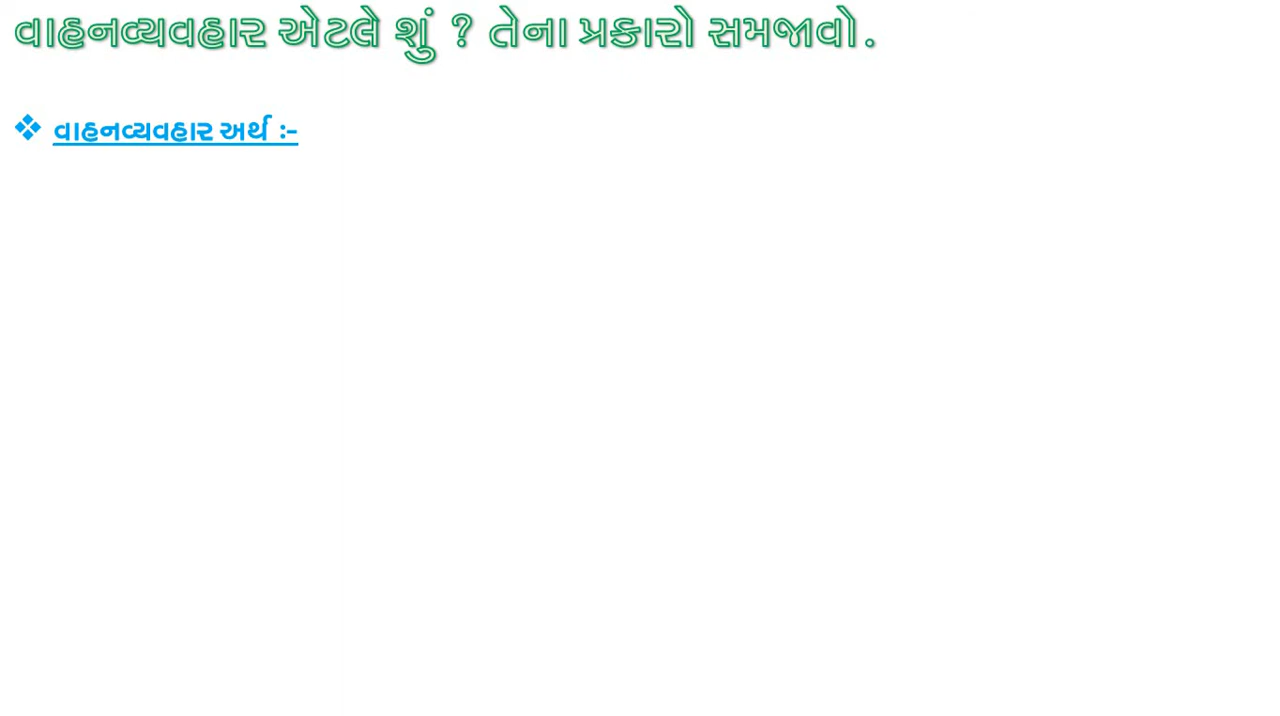 વાહનવ્યવહાર એટલે શું ? તેના પ્રકારો સમજાવો.
❖ વાહનવ્યવહાર અર્થ :-